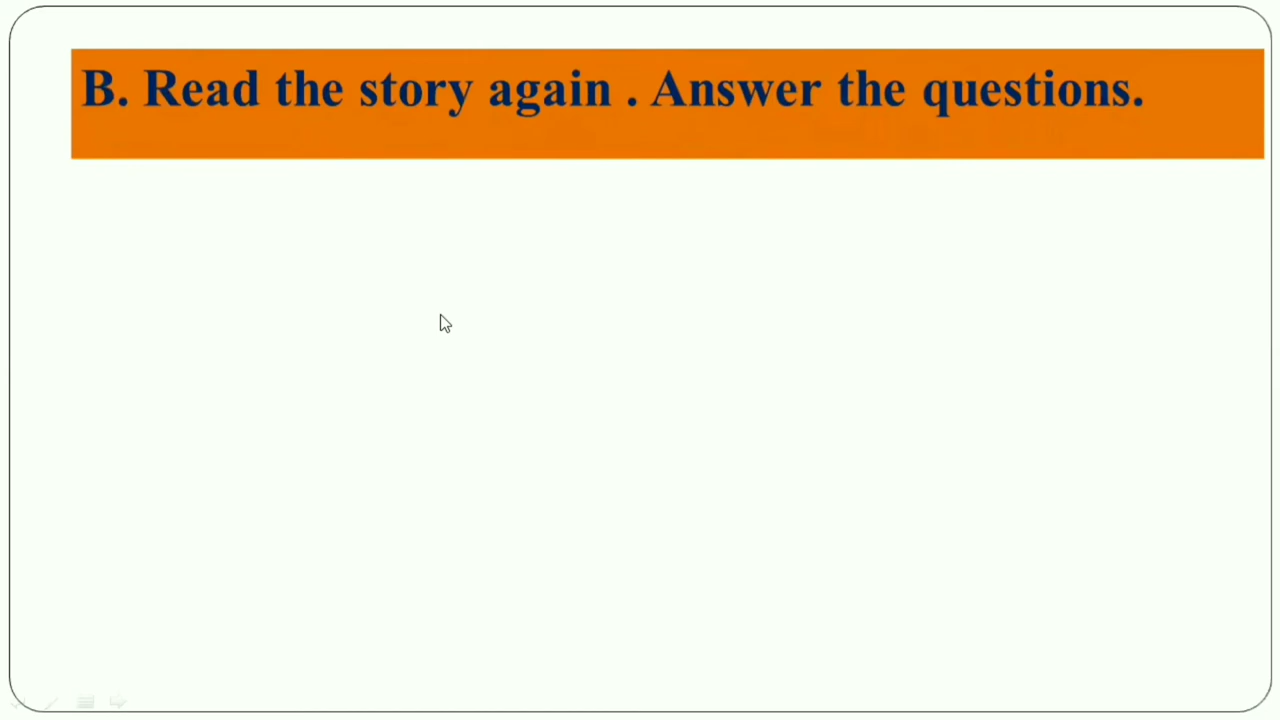 B. Read the story again . Answer the questions.